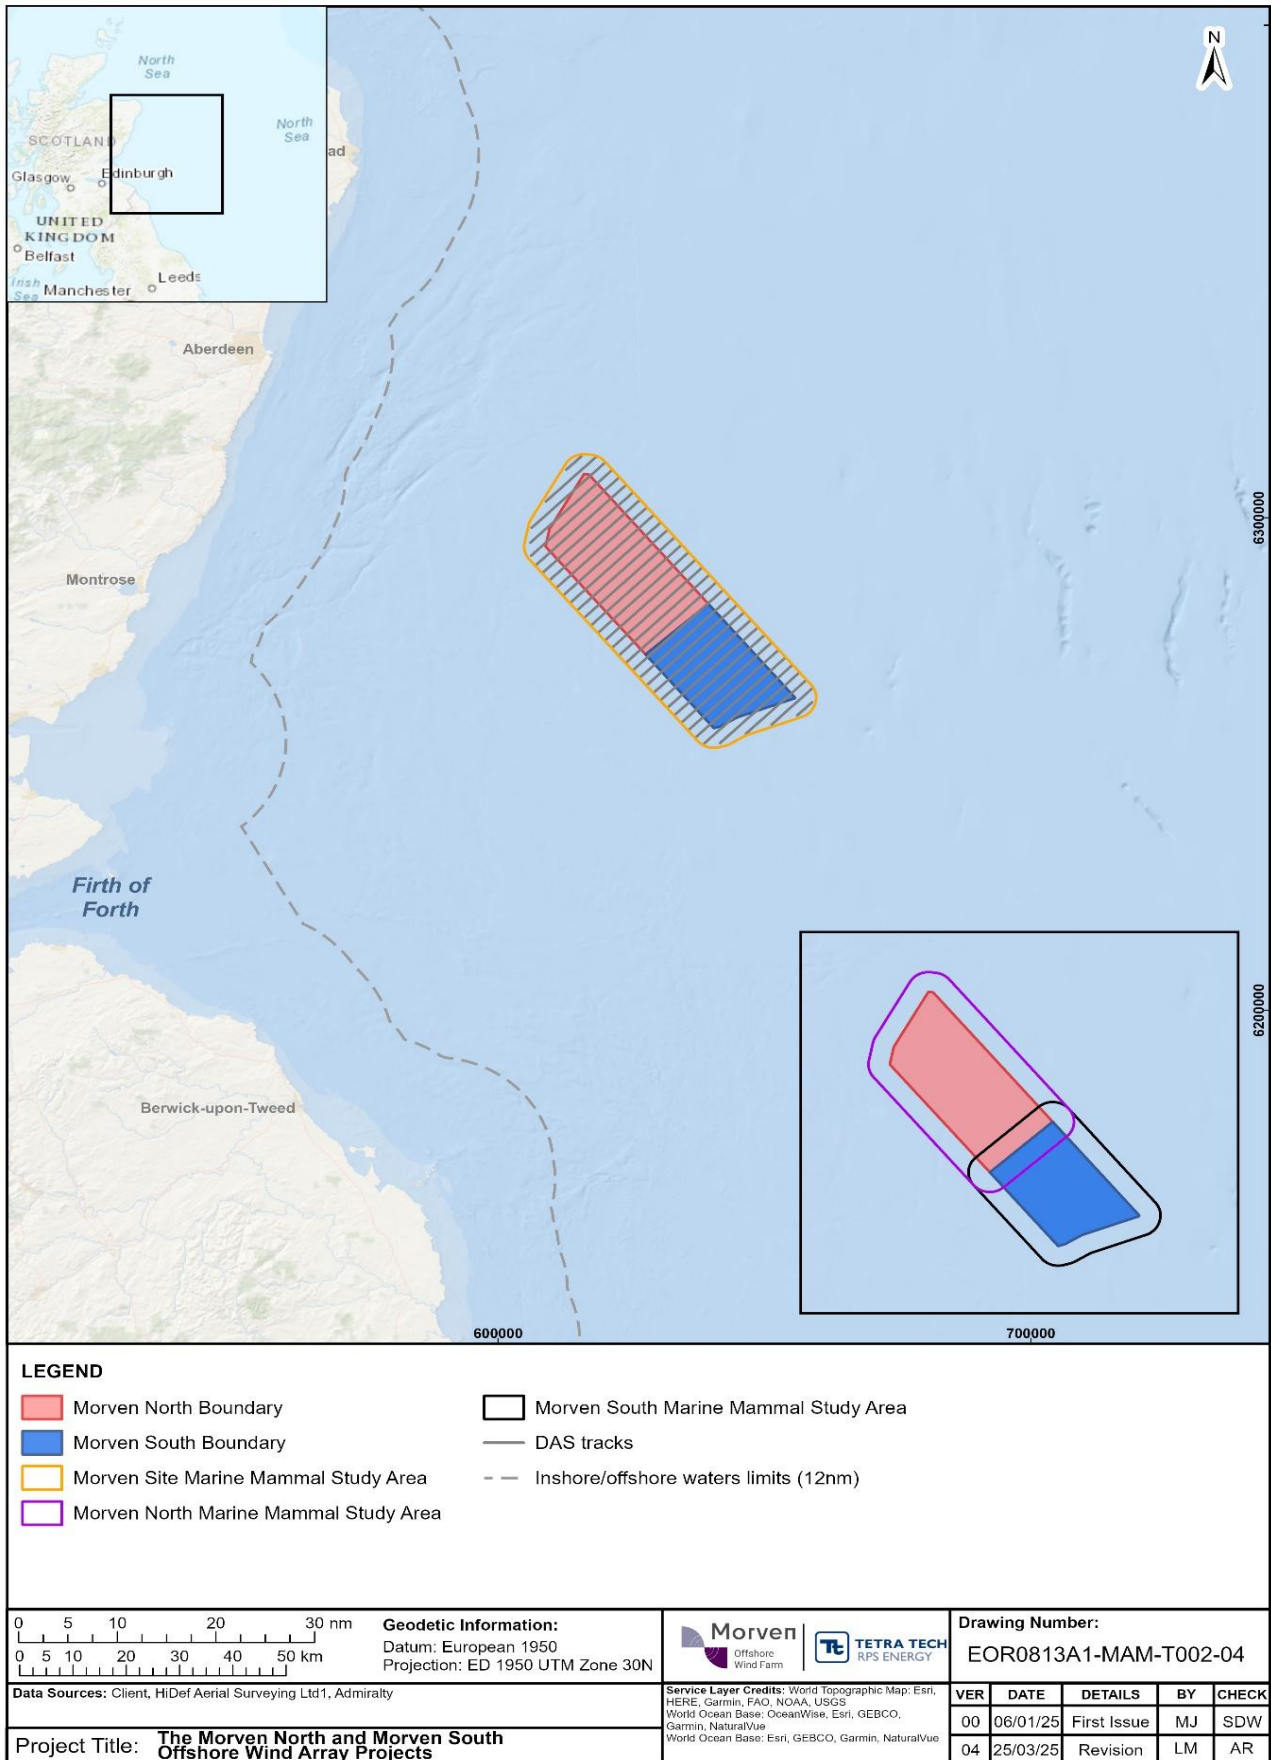 N
North
Sea
North
Sea
SCOTLAND
Glasgow
Edinburgh
UNITED
KINGDOM
Belfast
Irish
Sea
Manchester
Leeds
ad
Aberdeen
Montrose
Firth of
Forth
Berwick-upon-Tweed
6300000
6200000
600000
700000
LEGEND
Morven North Boundary
Morven South Boundary
Morven Site Marine Mammal Study Area
Morven North Marine Mammal Study Area
Morven South Marine Mammal Study Area
DAS tracks
Inshore/offshore waters limits (12nm)
0 5 10 20 30 nm
0 5 10 20 30 40 50 km
Geodetic Information:
Datum: European 1950
Projection: ED 1950 UTM Zone 30N
Morven
Offshore
Wind Farm
TETRA TECH
RPS ENERGY
Drawing Number:
EOR0813A1-MAM-T002-04
Data Sources: Client, HiDef Aerial Surveying Ltd1, Admiralty
Service Layer Credits: World Topographic Map: Esri,
HERE, Garmin, FAO, NOAA, USGS
World Ocean Base: OceanWise, Esri, GEBCO,
Garmin, NaturalVue
World Ocean Base: Esri, GEBCO, Garmin, NaturalVue
VER DATE DETAILS BY CHECK
00 06/01/25 First Issue MJ SDW
04 25/03/25 Revision LM AR
Project Title: The Morven North and Morven South
Offshore Wind Array Projects